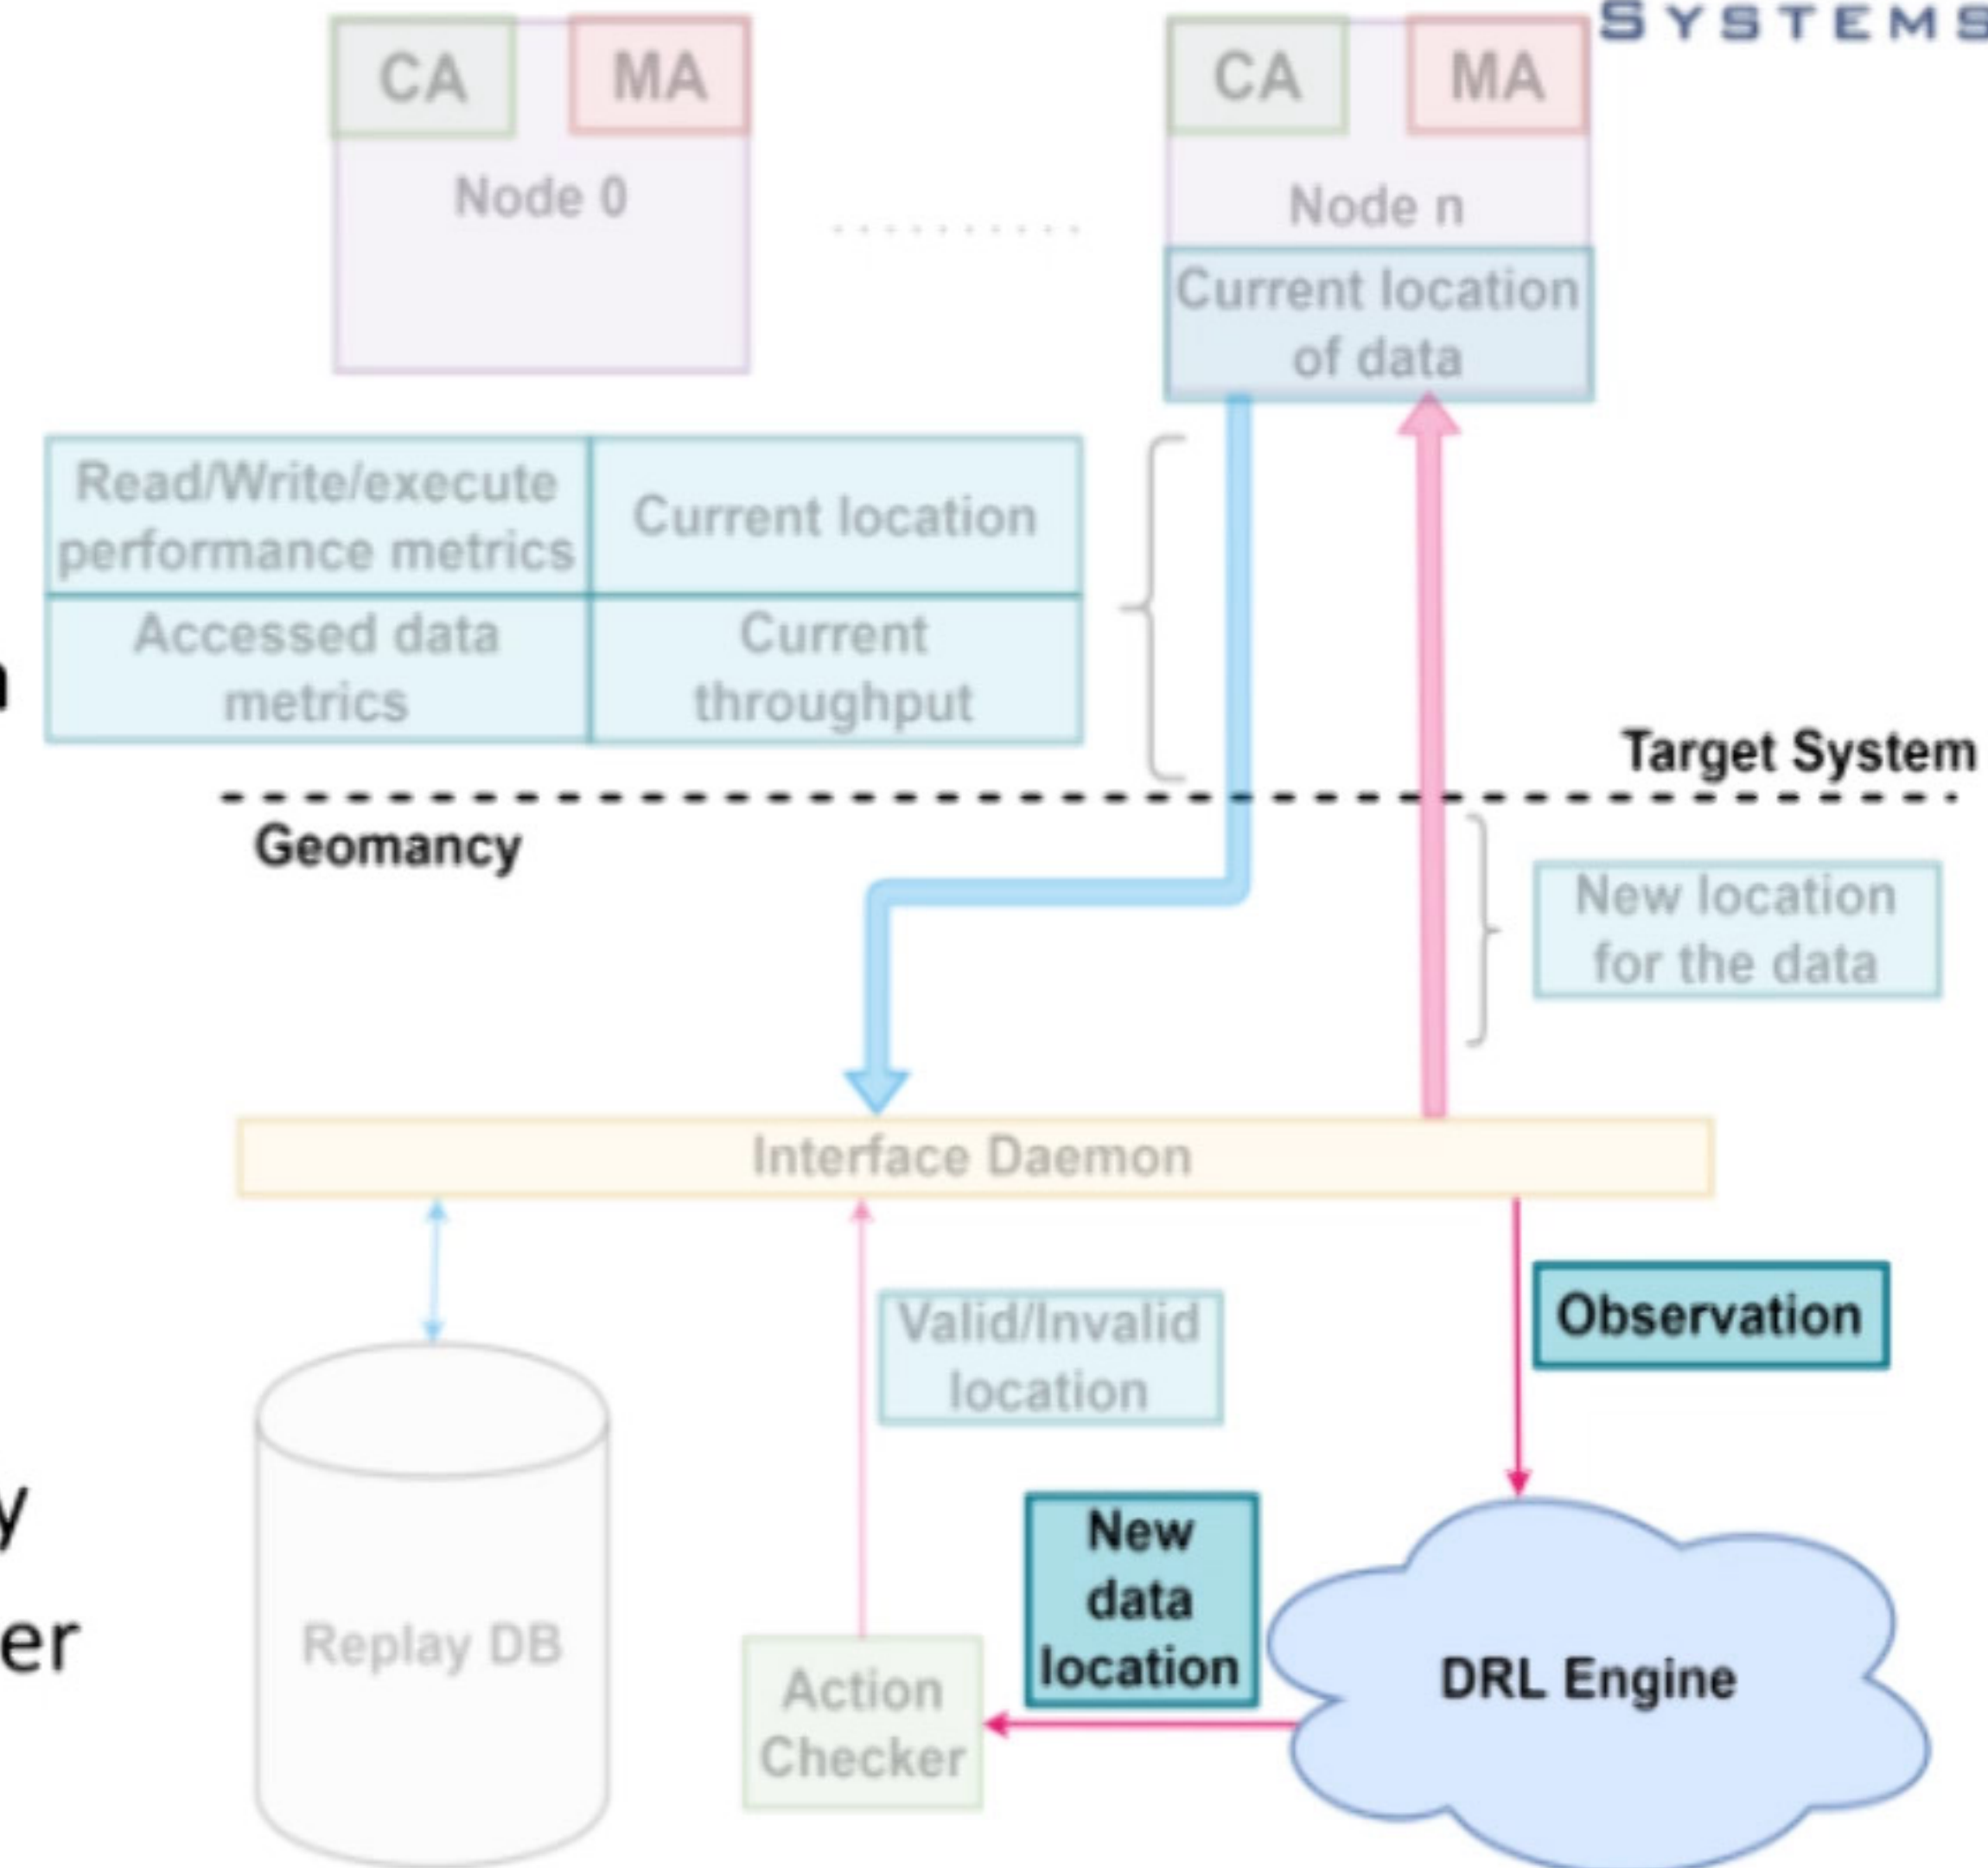 SYSTEMS
CA
MA
CA
MA
Node 0
Node n
Current location
of data
Read/Write/execute
performance metrics
Current location
Accessed data
metrics
Current
throughput
Target System
Geomancy
New location
for the data
Interface Daemon
Observation
Valid/Invalid
location
New
data
location
y
er
Replay DB
Action
Checker
DRL Engine